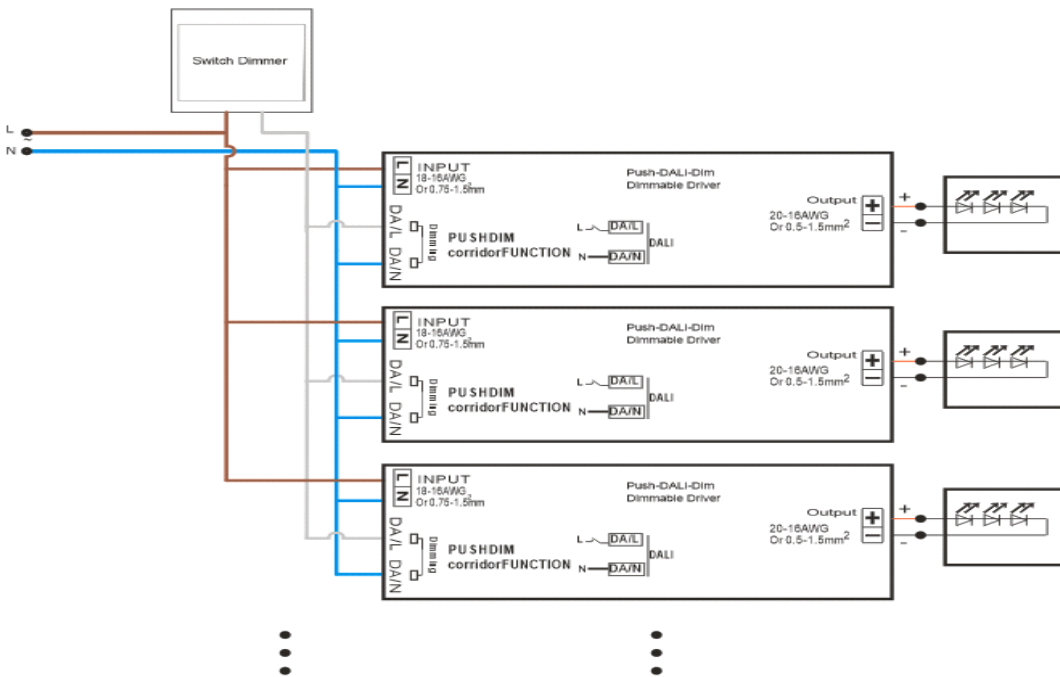 Switch Dimmer
L
~
N
L INPUT
N 18-16AWG
Or 0.75-1.5mm2
Push-DALI-Dim
Dimmable Driver
Output
20-16AWG
Or 0.5-1.5mm2
+
−
+
-
DA/L
DA/N
Dimming
PUSHDIM
corridorFUNCTION
L DA/L
N DA/N
DALI
L INPUT
N 18-16AWG
Or 0.75-1.5mm2
Push-DALI-Dim
Dimmable Driver
Output
20-16AWG
Or 0.5-1.5mm2
+
−
+
-
DA/L
DA/N
Dimming
PUSHDIM
corridorFUNCTION
L DA/L
N DA/N
DALI
L INPUT
N 18-16AWG
Or 0.75-1.5mm2
Push-DALI-Dim
Dimmable Driver
Output
20-16AWG
Or 0.5-1.5mm2
+
−
+
-
DA/L
DA/N
Dimming
PUSHDIM
corridorFUNCTION
L DA/L
N DA/N
DALI